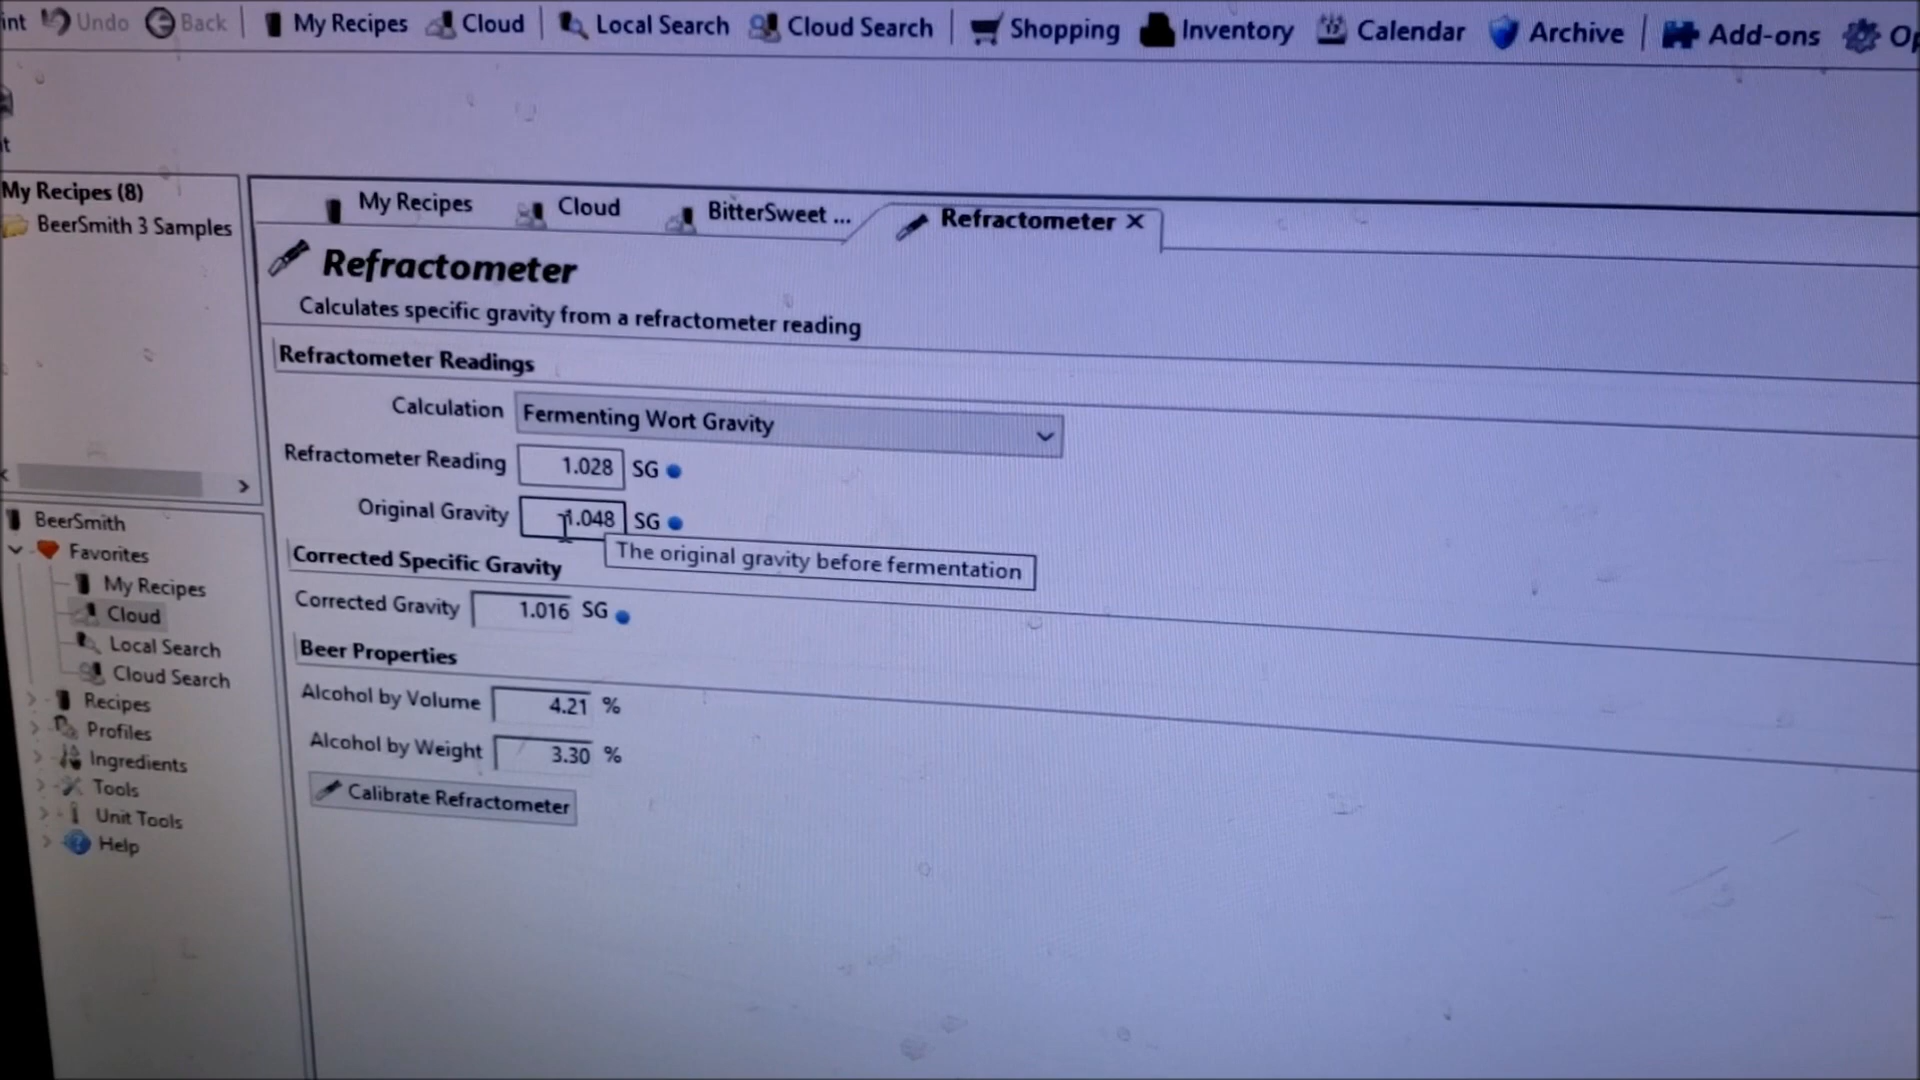 int Undo Back My Recipes Cloud Local Search Cloud Search Shopping Inventory Calendar Archive Add-ons Op
t
My Recipes (8)
BeerSmith 3 Samples
My Recipes Cloud BitterSweet ... Refractometer X
Refractometer
Calculates specific gravity from a refractometer reading
Refractometer Readings
Calculation Fermenting Wort Gravity
Refractometer Reading 1.028 SG
Original Gravity 1.048 SG
The original gravity before fermentation
Corrected Specific Gravity
Corrected Gravity 1.016 SG
Beer Properties
Alcohol by Volume 4.21 %
Alcohol by Weight 3.30 %
Calibrate Refractometer
BeerSmith
Favorites
My Recipes
Cloud
Local Search
Cloud Search
Recipes
Profiles
Ingredients
Tools
Unit Tools
Help